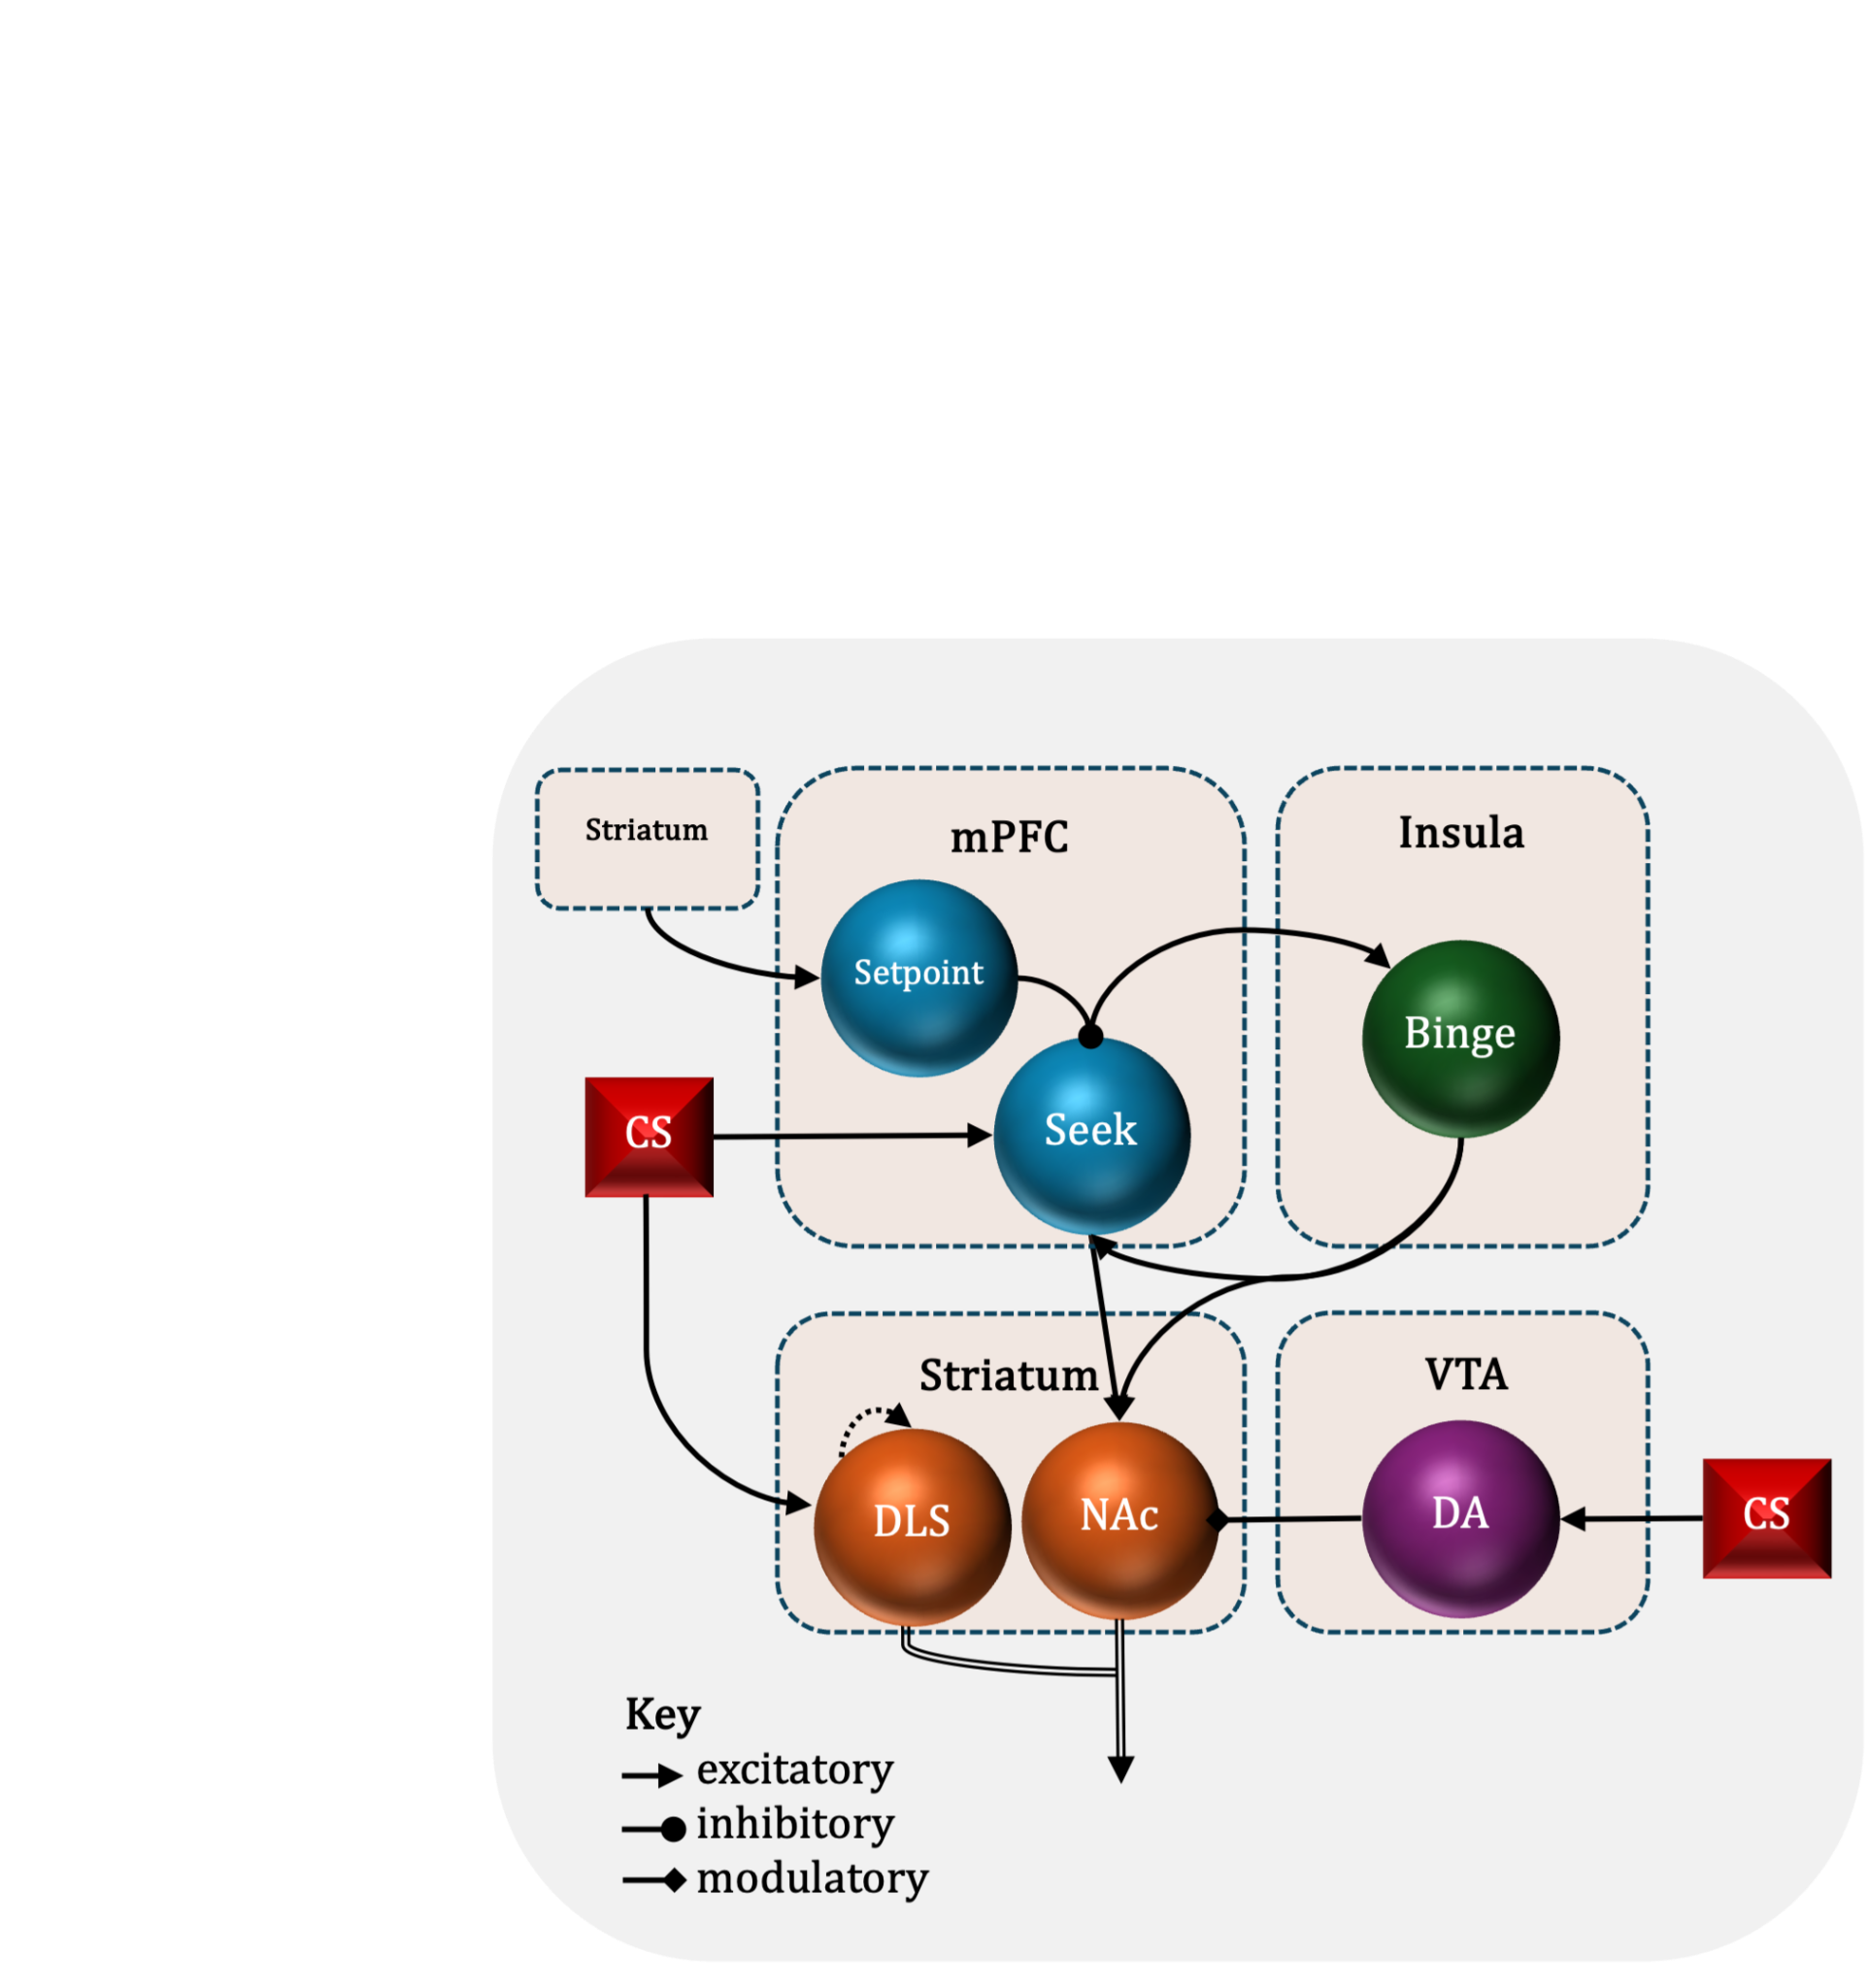 Striatum
mPFC
Insula
Setpoint
Binge
CS
Seek
Striatum
VTA
DLS
NAc
DA
CS
Key
excitatory
inhibitory
modulatory